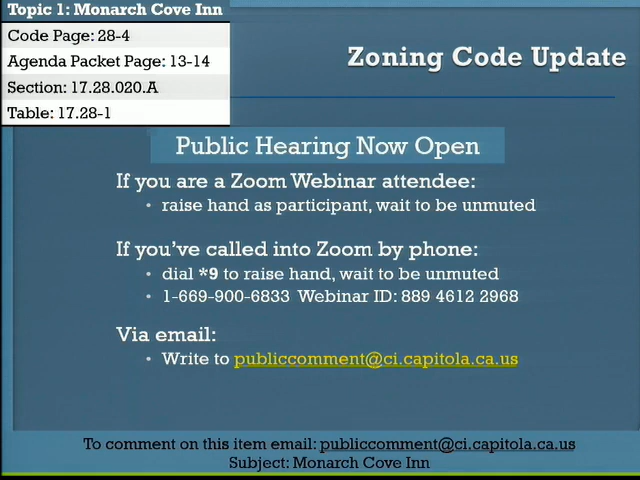 Topic 1: Monarch Cove Inn
Code Page: 28-4
Agenda Packet Page: 13-14
Section: 17.28.020.A
Table: 17.28-1
Zoning Code Update
Public Hearing Now Open
If you are a Zoom Webinar attendee:
• raise hand as participant, wait to be unmuted
If you've called into Zoom by phone:
• dial *9 to raise hand, wait to be unmuted
• 1-669-900-6833 Webinar ID: 889 4612 2968
Via email:
• Write to publiccomment@ci.capitola.ca.us
To comment on this item email: publiccomment@ci.capitola.ca.us
Subject: Monarch Cove Inn